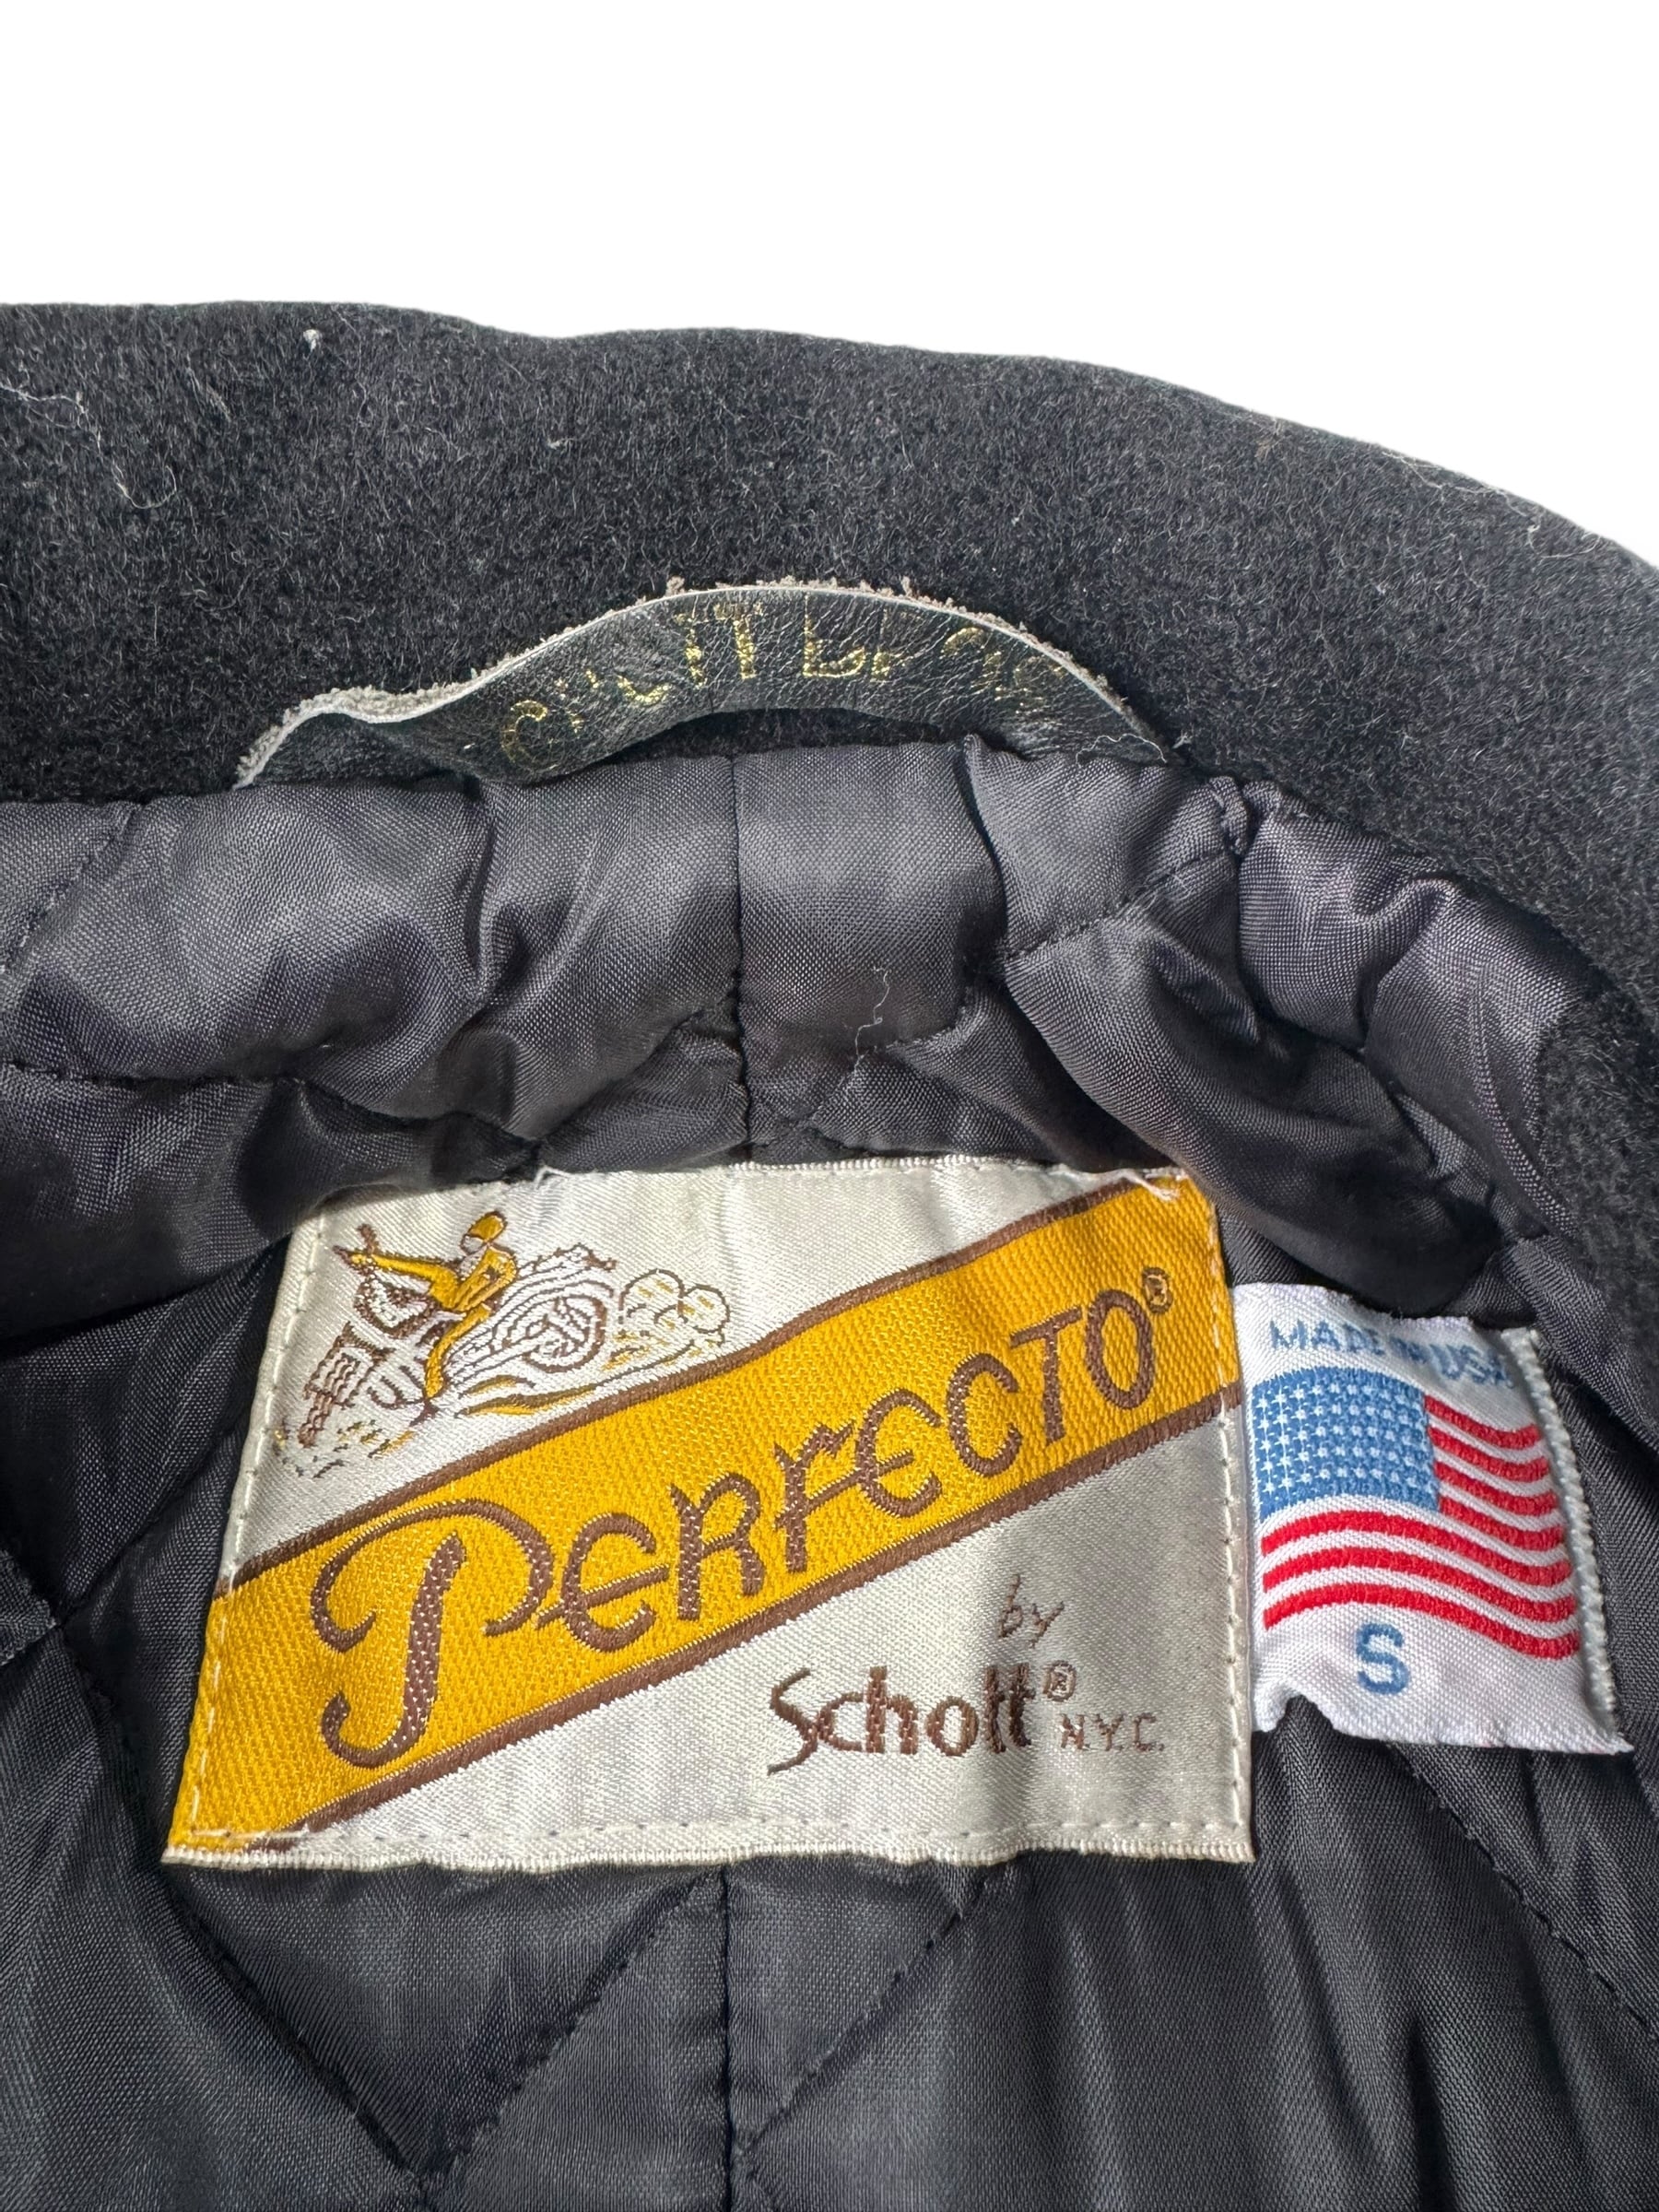 MADE IN USA
PERFECTO®
by
Schott®
N.Y.C.
S